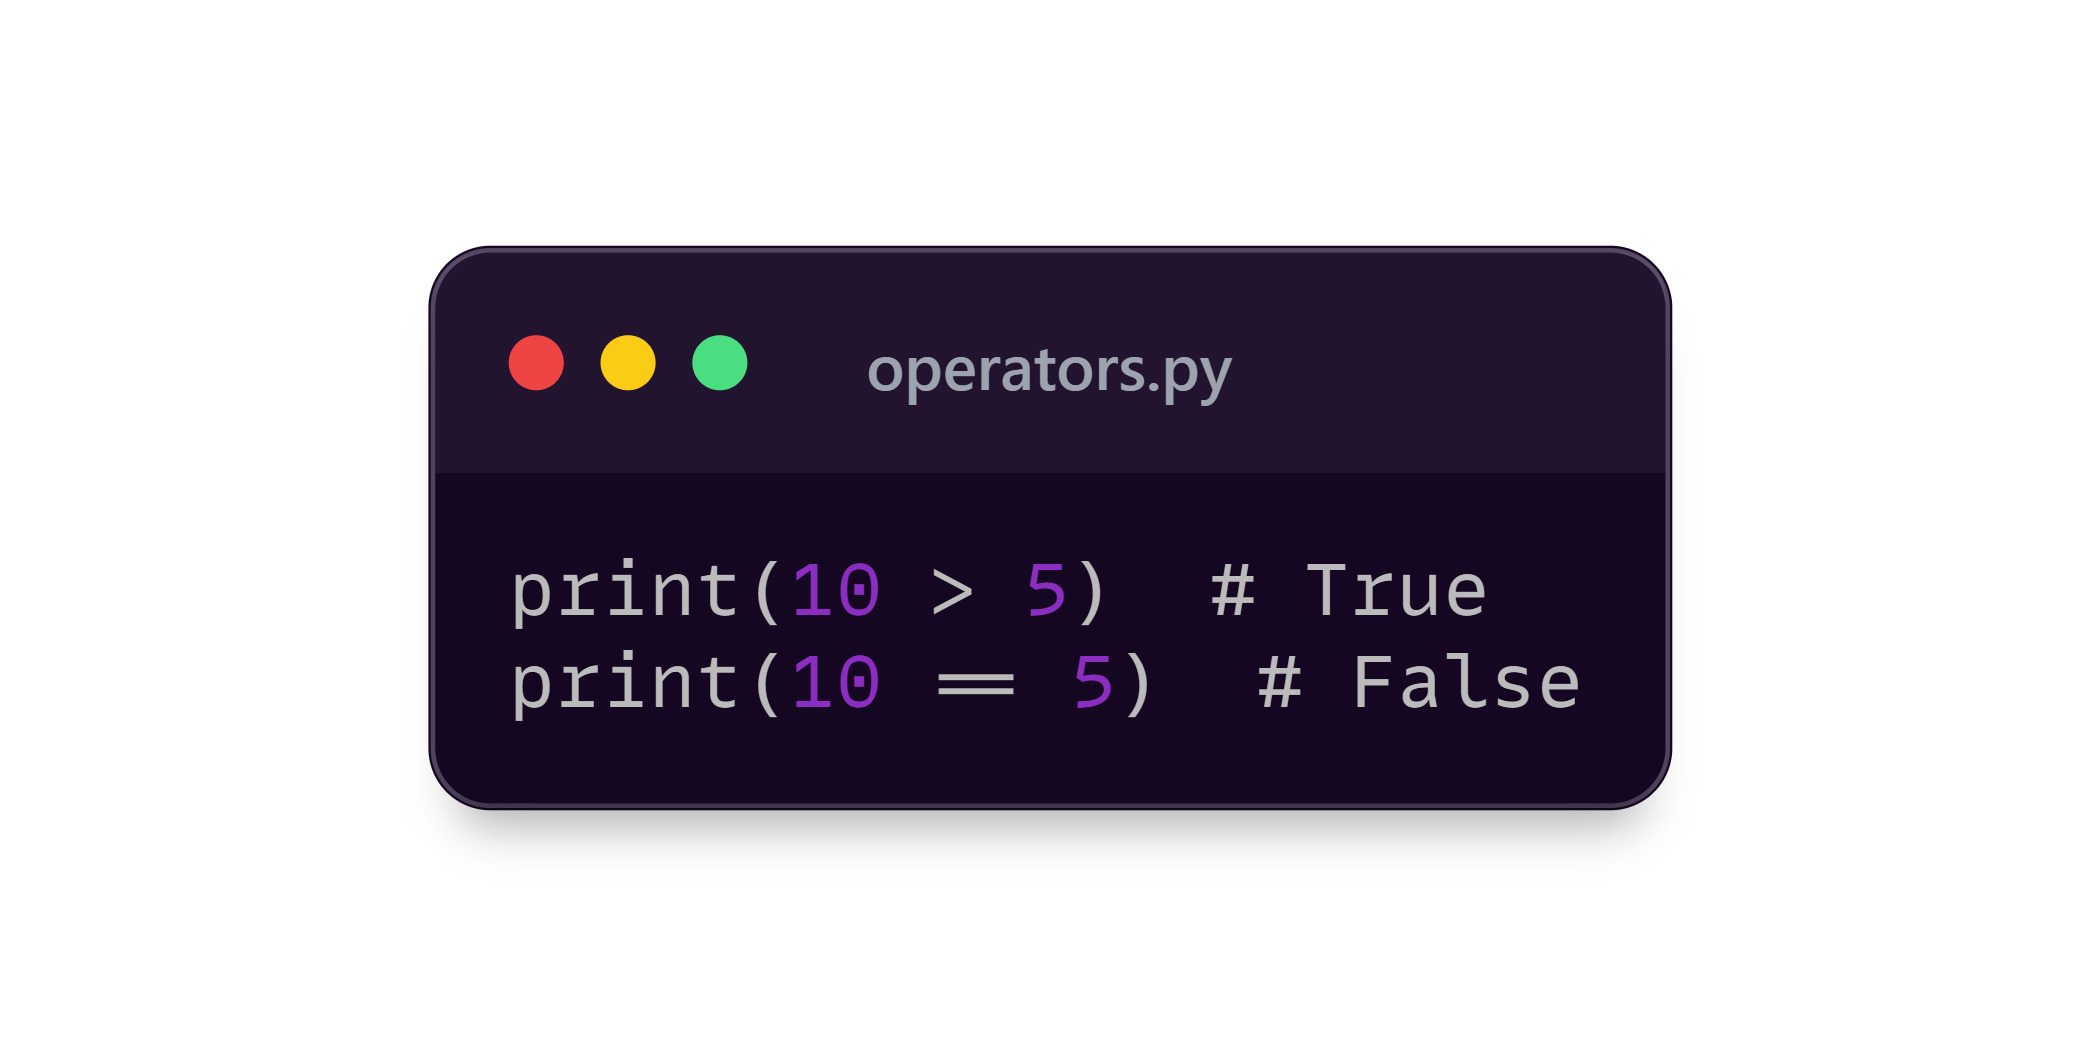 operators.py
print(10 > 5)  # True
print(10 == 5)  # False